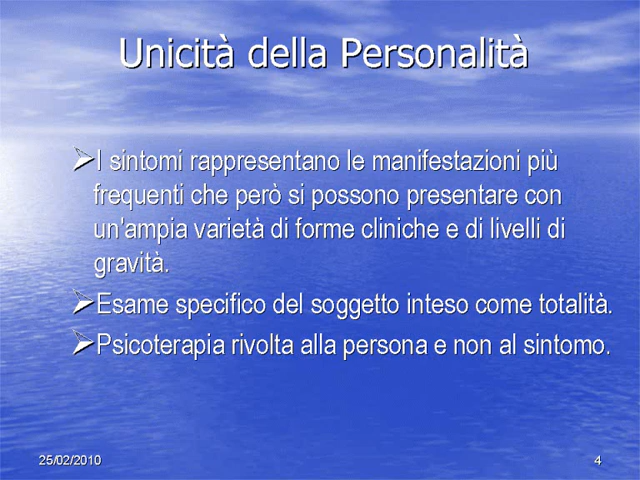 Unicità della Personalità
I sintomi rappresentano le manifestazioni più
frequenti che però si possono presentare con
un'ampia varietà di forme cliniche e di livelli di
gravità.
Esame specifico del soggetto inteso come totalità.
Psicoterapia rivolta alla persona e non al sintomo.
25/02/2010
4